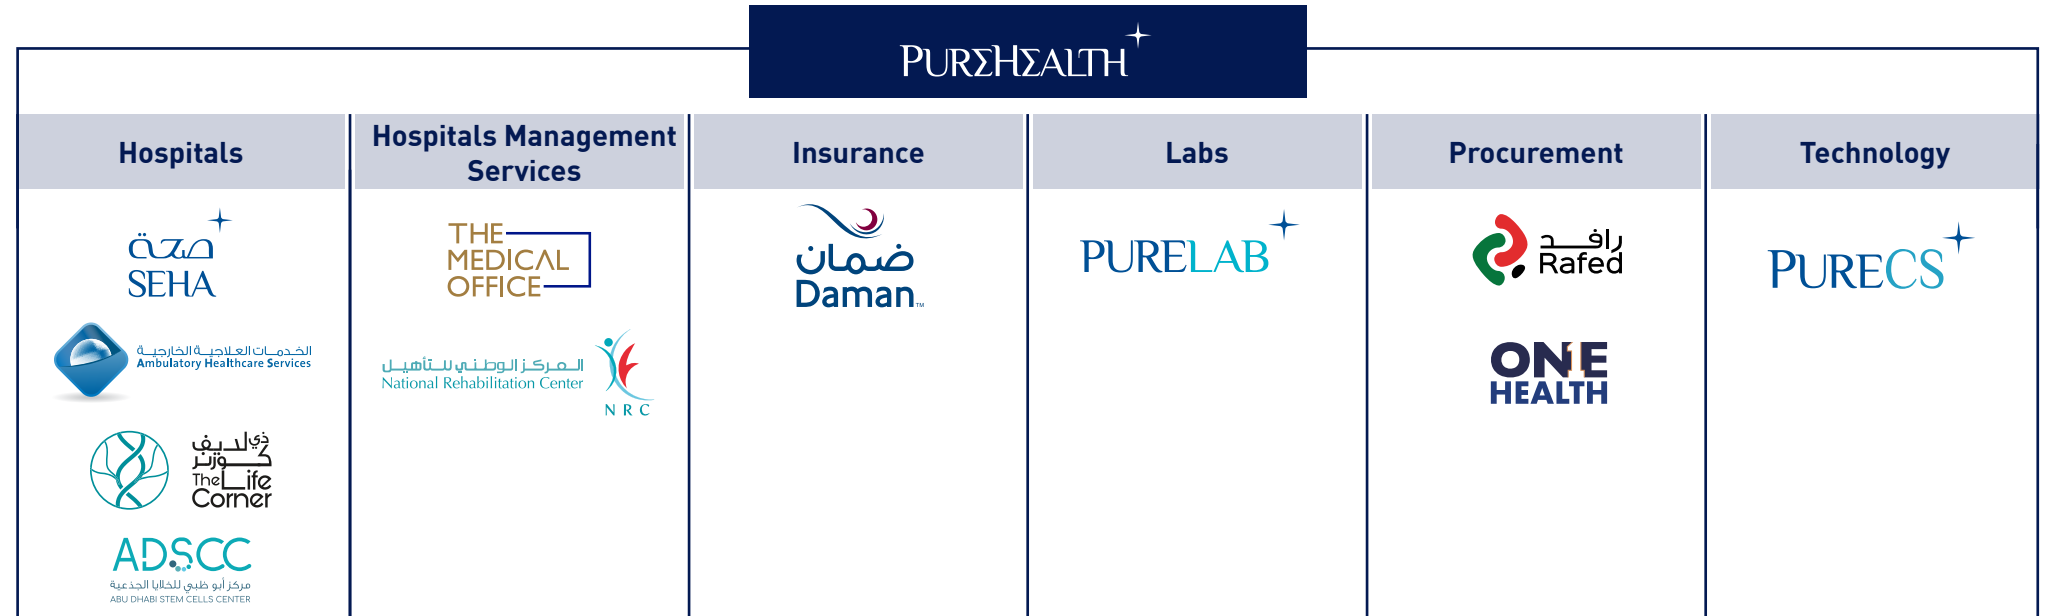 PUREHEALTH
Hospitals
Hospitals Management
Services
Insurance
Labs
Procurement
Technology
صحة
SEHA
الخدمات العلاجية الخارجية
Ambulatory Healthcare Services
ذي لايف
كورنر
The Life
Corner
ADSCC
مركز أبو ظبي للخلايا الجذعية
ABU DHABI STEM CELLS CENTER
THE
MEDICAL
OFFICE
المركز الوطني للتأهيل
National Rehabilitation Center
NRC
ضمان
Daman™
PURELAB
رافد
Rafed
ONE
HEALTH
PURECS